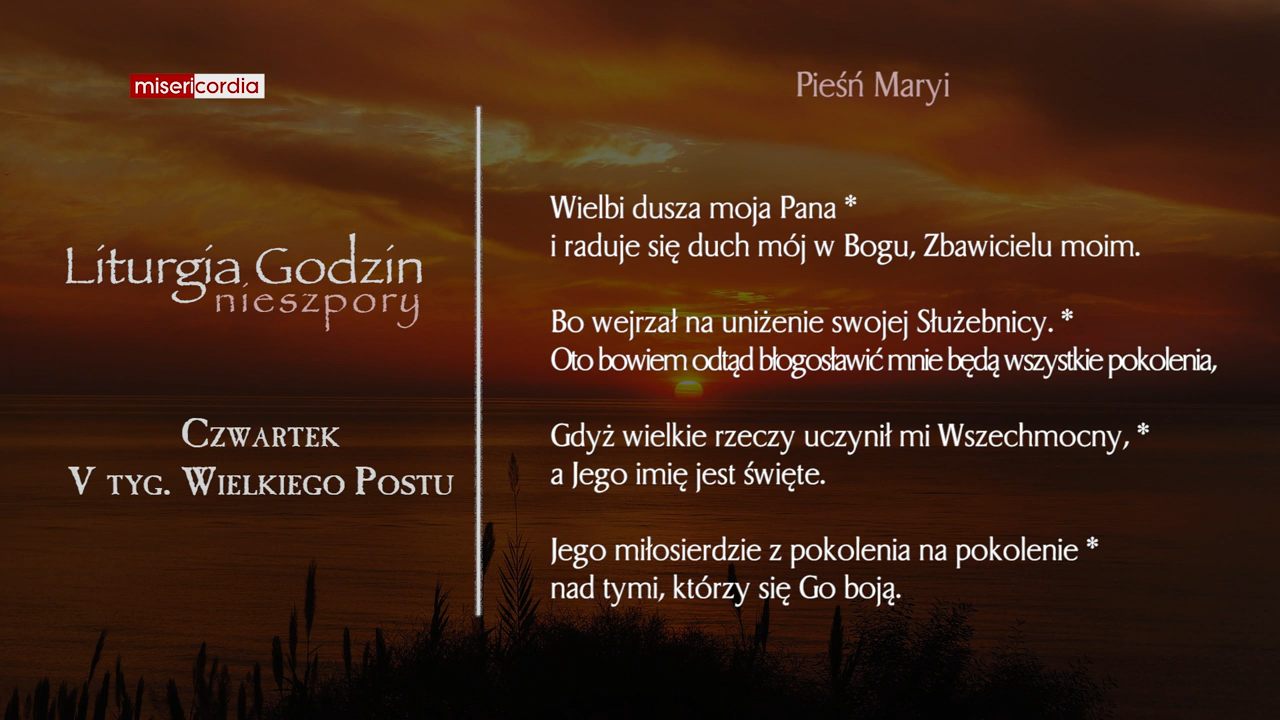 misericordia
Liturgia Godzin
nieszpory
Czwartek
V tyg. Wielkiego Postu
Pieśń Maryi
Wielbi dusza moja Pana *
i raduje się duch mój w Bogu, Zbawicielu moim.
Bo wejrzał na uniżenie swojej Służebnicy. *
Oto bowiem odtąd błogosławić mnie będą wszystkie pokolenia,
Gdyż wielkie rzeczy uczynił mi Wszechmocny, *
a Jego imię jest święte.
Jego miłosierdzie z pokolenia na pokolenie *
nad tymi, którzy się Go boją.